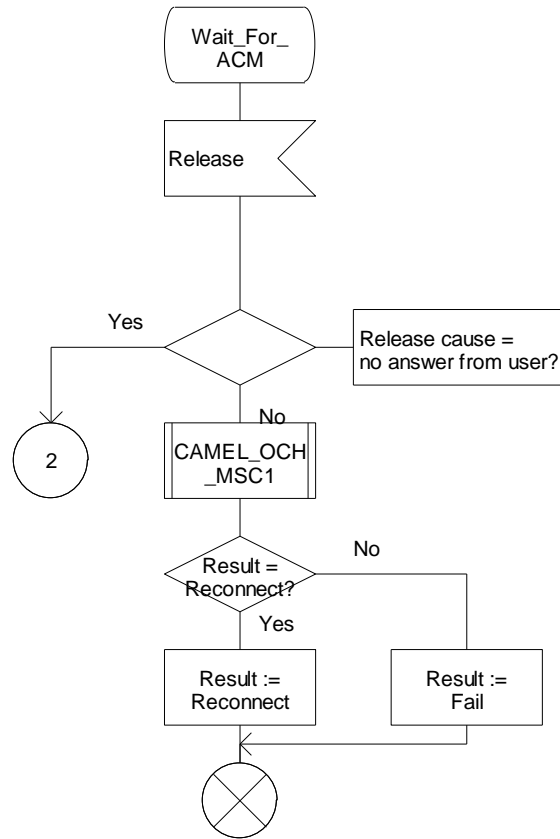 Wait_For_
ACM
Release
Yes
Release cause =
no answer from user?
No
2
CAMEL_OCH
_MSC1
No
Result =
Reconnect?
Yes
Result :=
Reconnect
Result :=
Fail